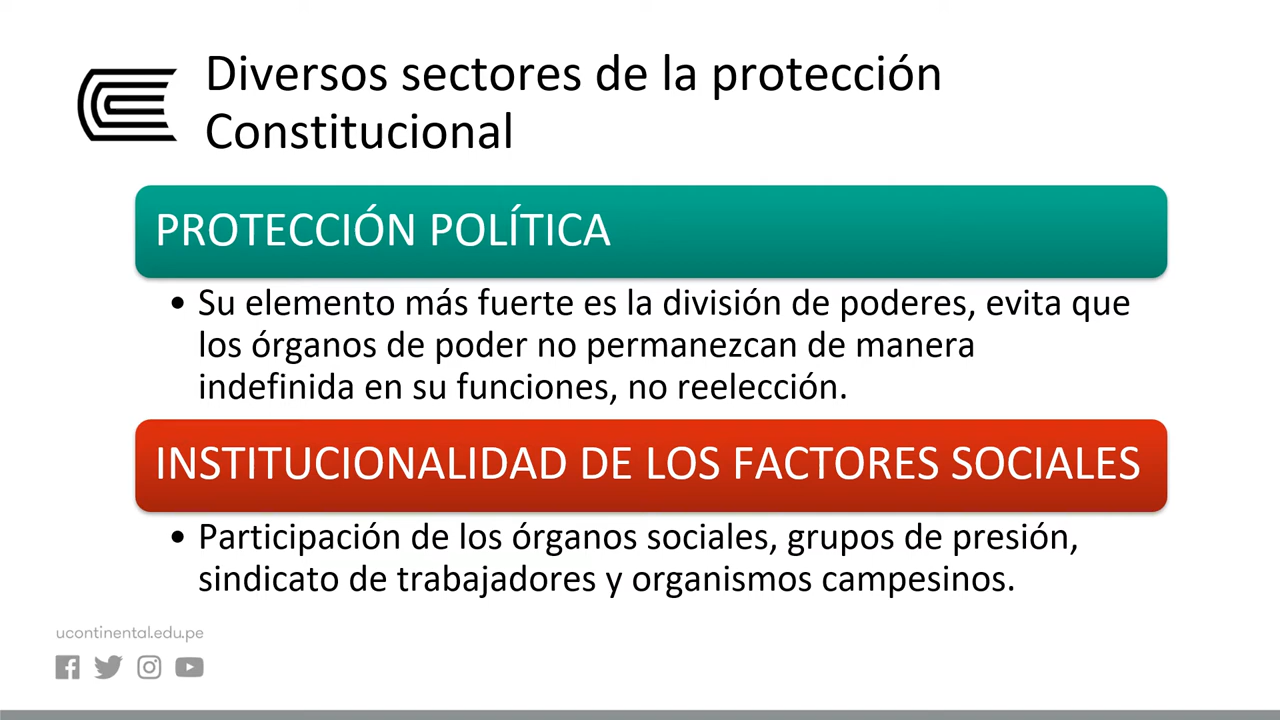 Diversos sectores de la protección
Constitucional
PROTECCIÓN POLÍTICA
• Su elemento más fuerte es la división de poderes, evita que
los órganos de poder no permanezcan de manera
indefinida en su funciones, no reelección.
INSTITUCIONALIDAD DE LOS FACTORES SOCIALES
• Participación de los órganos sociales, grupos de presión,
sindicato de trabajadores y organismos campesinos.
ucontinental.edu.pe